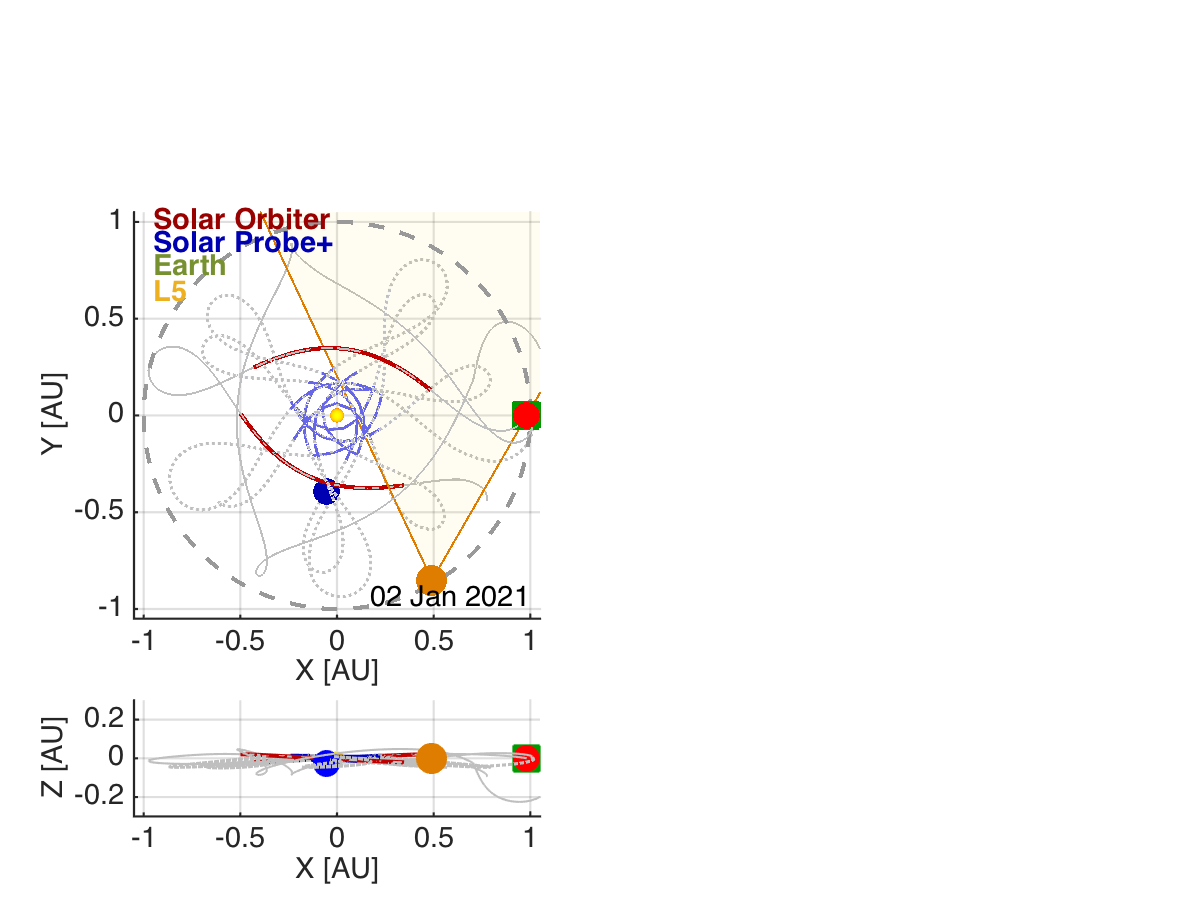 Solar Orbiter
Solar Probe+
Earth
L5
1
0.5
0
-0.5
-1
Y [AU]
02 Jan 2021
-1 -0.5 0 0.5 1
X [AU]
0.2
0
-0.2
Z [AU]
-1 -0.5 0 0.5 1
X [AU]